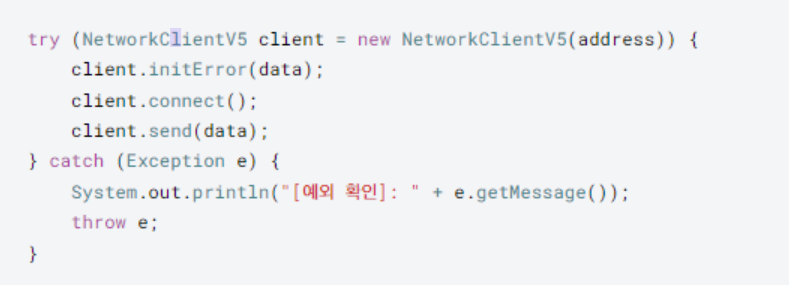 try (NetworkClientV5 client = new NetworkClientV5(address)) {
client.initError(data);
client.connect();
client.send(data);
} catch (Exception e) {
System.out.println("[예외 확인]: " + e.getMessage());
throw e;
}